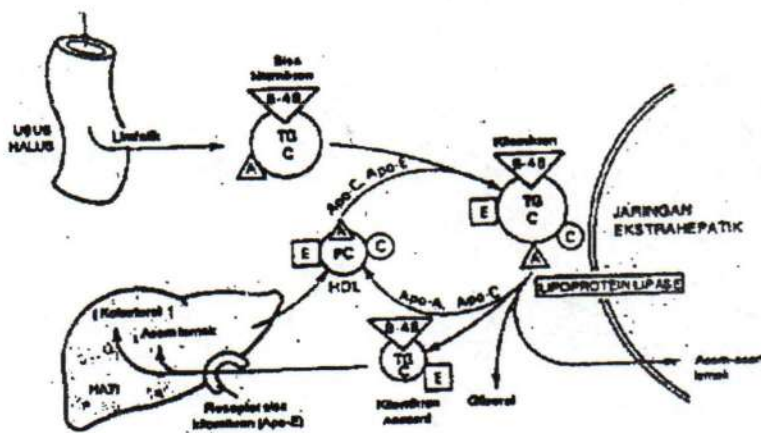 Sisa
kilomikron
B-48
TG
C
A
USUS
HALUS
Limfatik
Kilomikron
B-48
TG
C
E
C
A
JARINGAN
EKSTRAHEPATIK
LIPOPROTEIN LIPASE
Apo-C, Apo-E
A
E
C
HDL
Apo-A, Apo-C
B-48
TG
C
E
Kilomikron
Gliserol
Asam-asam
lemak
Kolesterol
Asam lemak
HATI
Reseptor sisa
kilomikron (Apo-E)